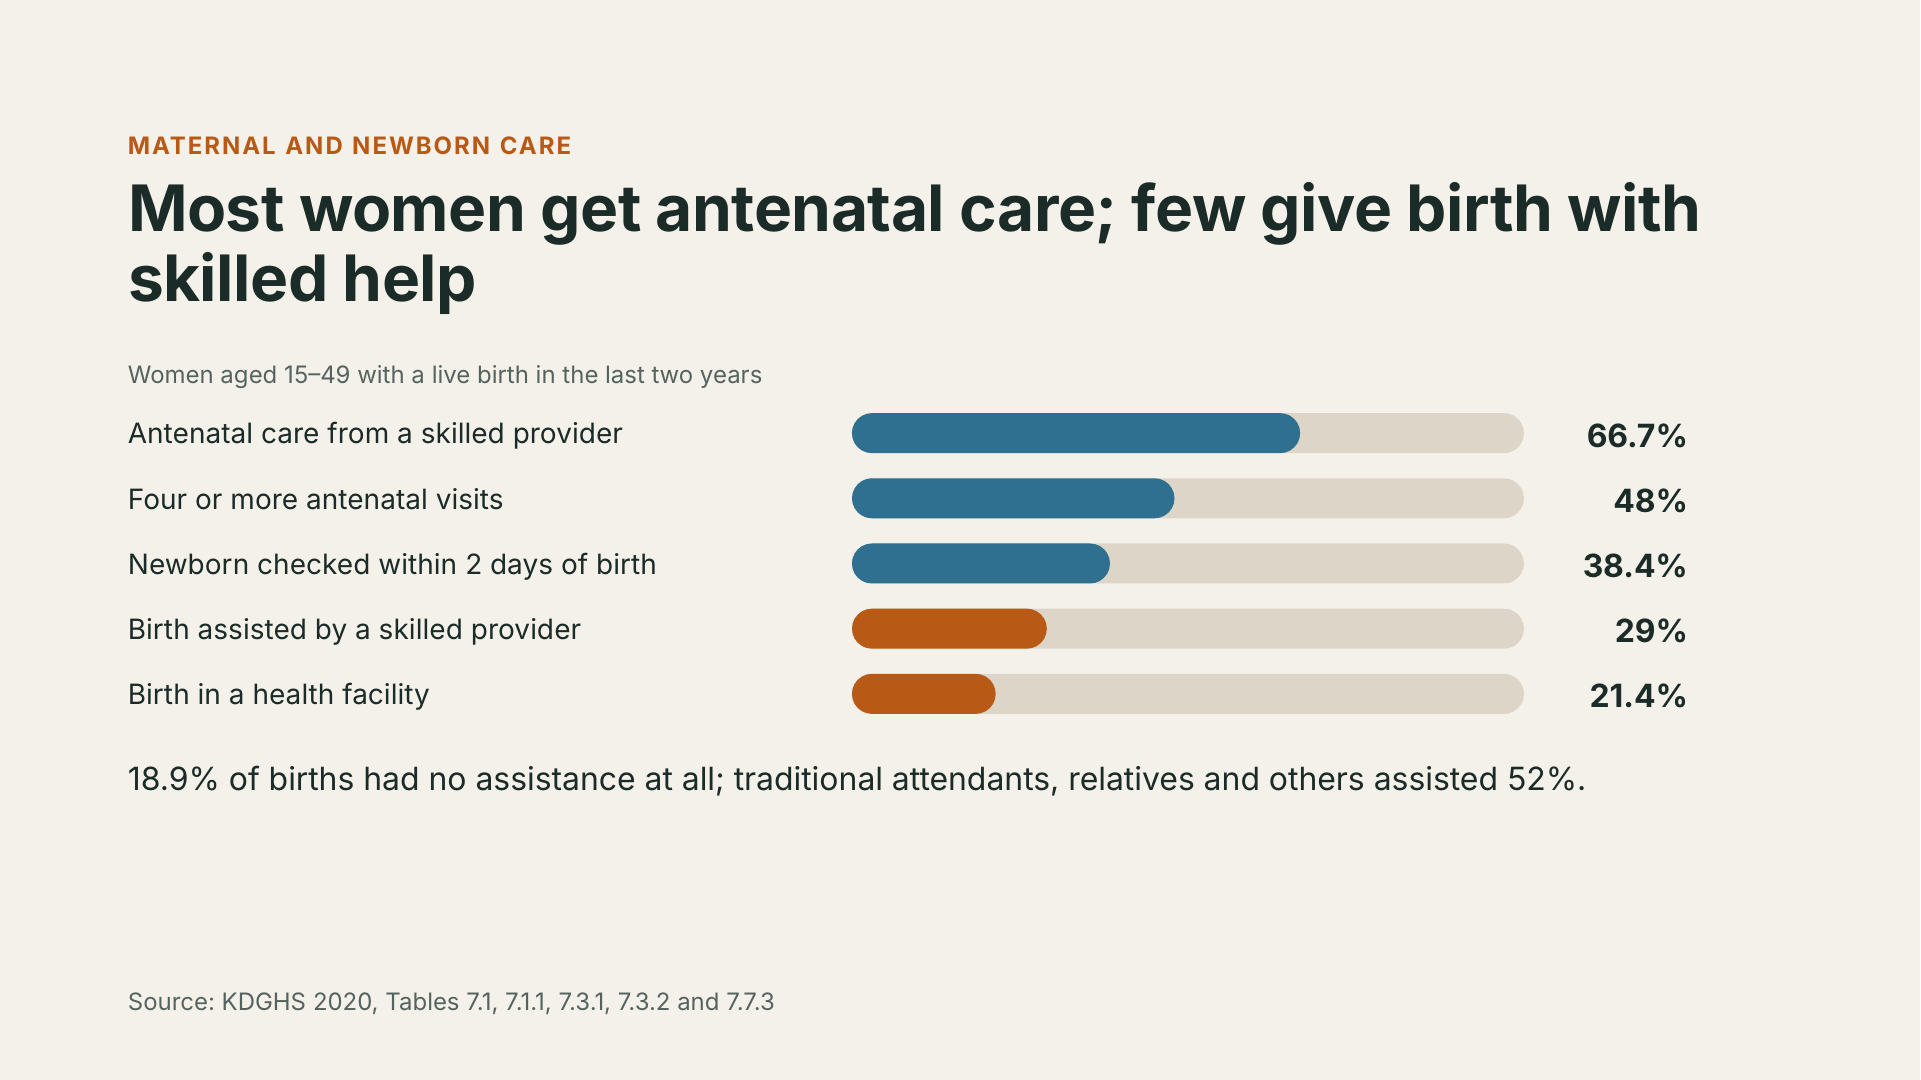 MATERNAL AND NEWBORN CARE
Most women get antenatal care; few give birth with
skilled help
Women aged 15–49 with a live birth in the last two years
Antenatal care from a skilled provider 66.7%
Four or more antenatal visits 48%
Newborn checked within 2 days of birth 38.4%
Birth assisted by a skilled provider 29%
Birth in a health facility 21.4%
18.9% of births had no assistance at all; traditional attendants, relatives and others assisted 52%.
Source: KDGHS 2020, Tables 7.1, 7.1.1, 7.3.1, 7.3.2 and 7.7.3